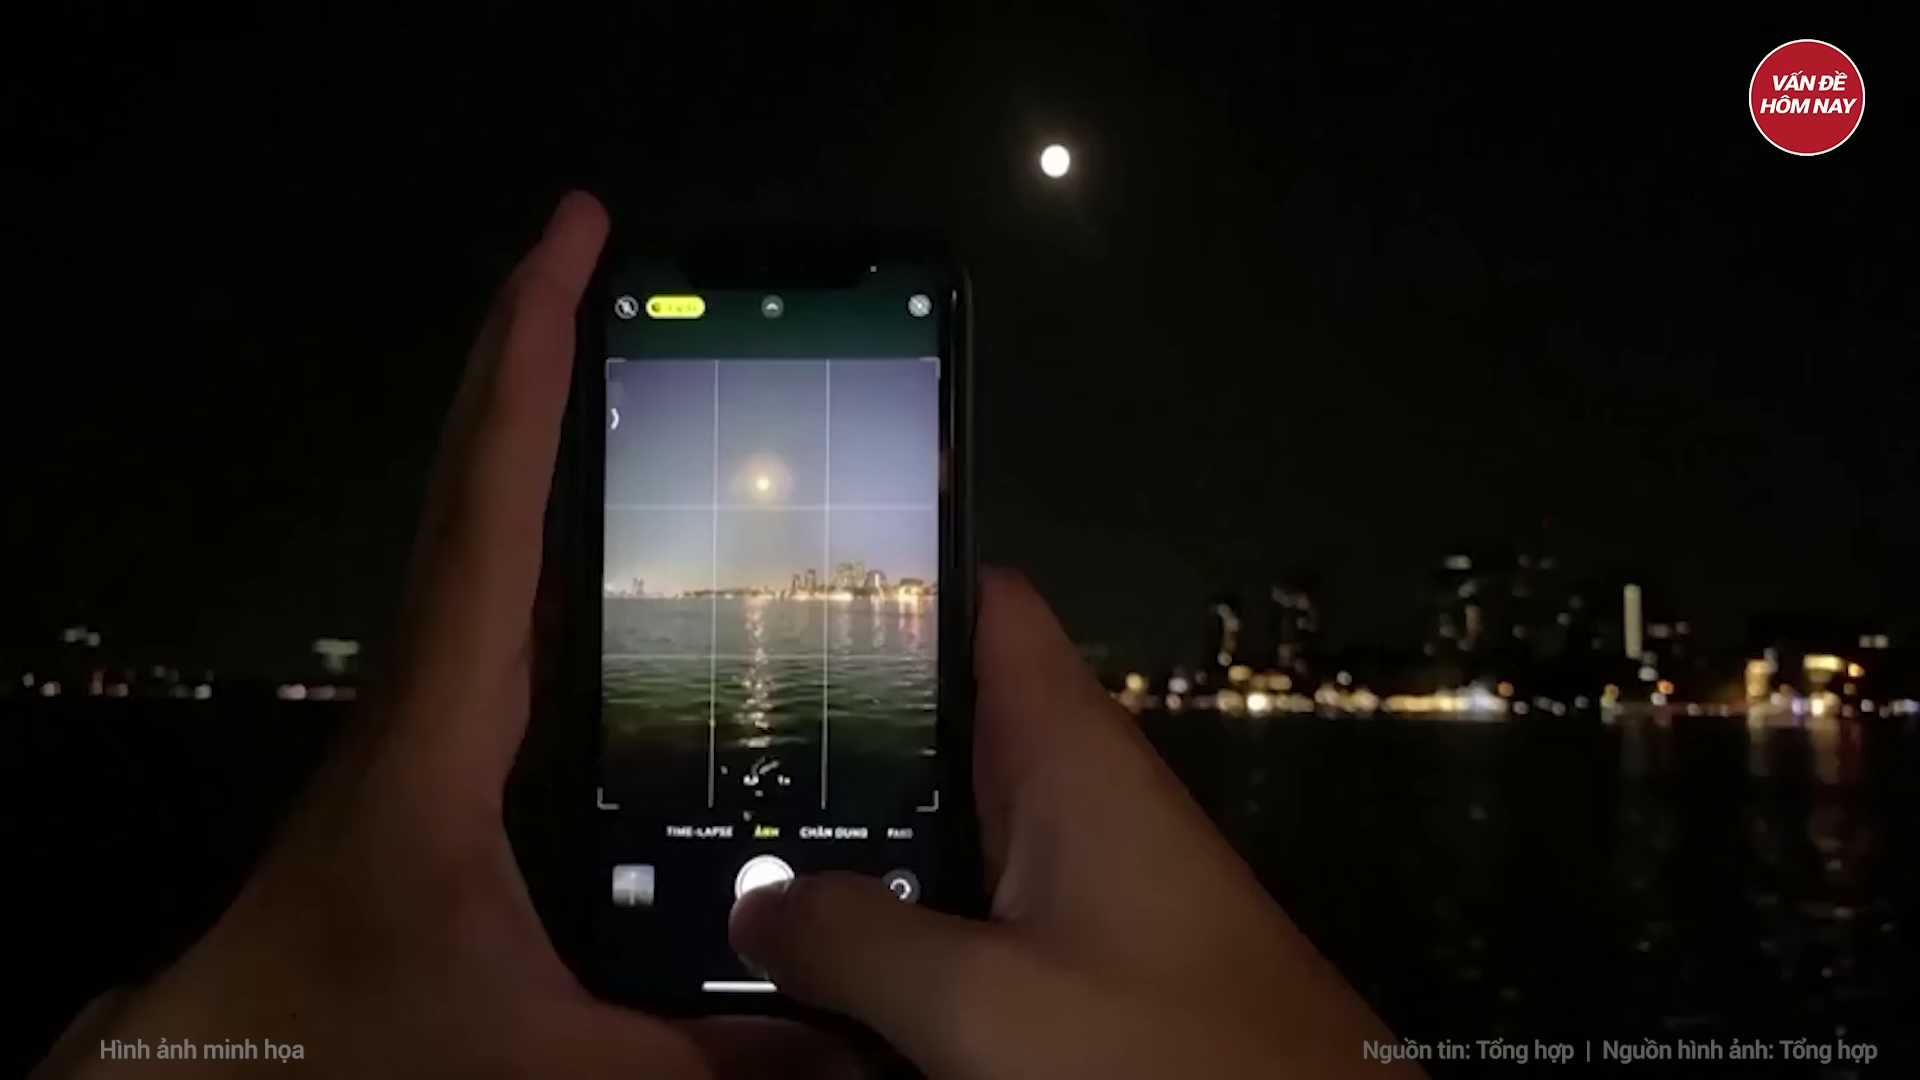 VẤN ĐỀ
HÔM NAY
TIME-LAPSE ẢNH CHÂN DUNG
Hình ảnh minh họa
Nguồn tin: Tổng hợp | Nguồn hình ảnh: Tổng hợp